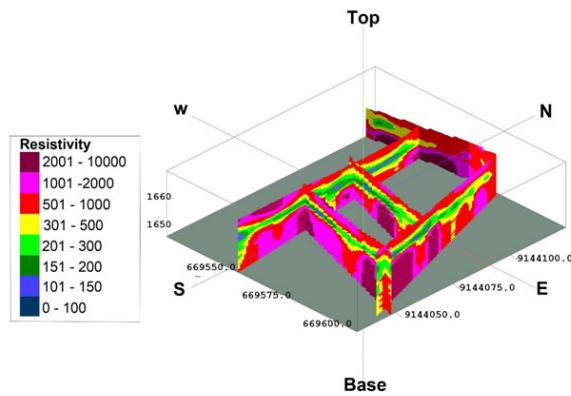 Top
W
N
Resistivity
2001 - 10000
1001 -2000
501 - 1000
301 - 500
201 - 300
151 - 200
101 - 150
0 - 100
1660
1650
669550.0
669575.0
669600.0
9144100.0
9144075.0
9144050.0
S
E
Base